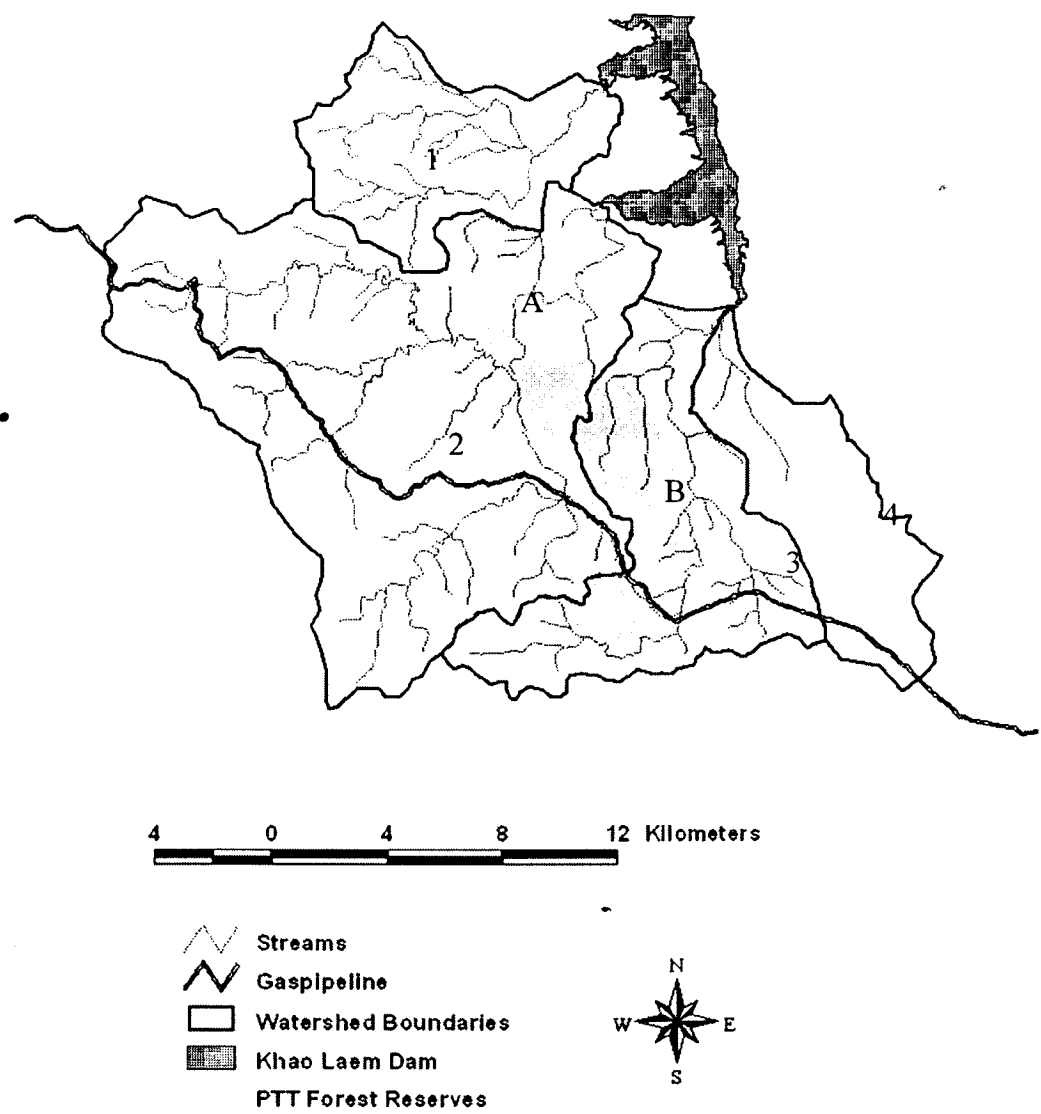 1
A
2
B
4
3
4 0 4 8 12 Kilometers
Streams
Gaspipeline
Watershed Boundaries
Khao Laem Dam
PTT Forest Reserves
N
W E
S